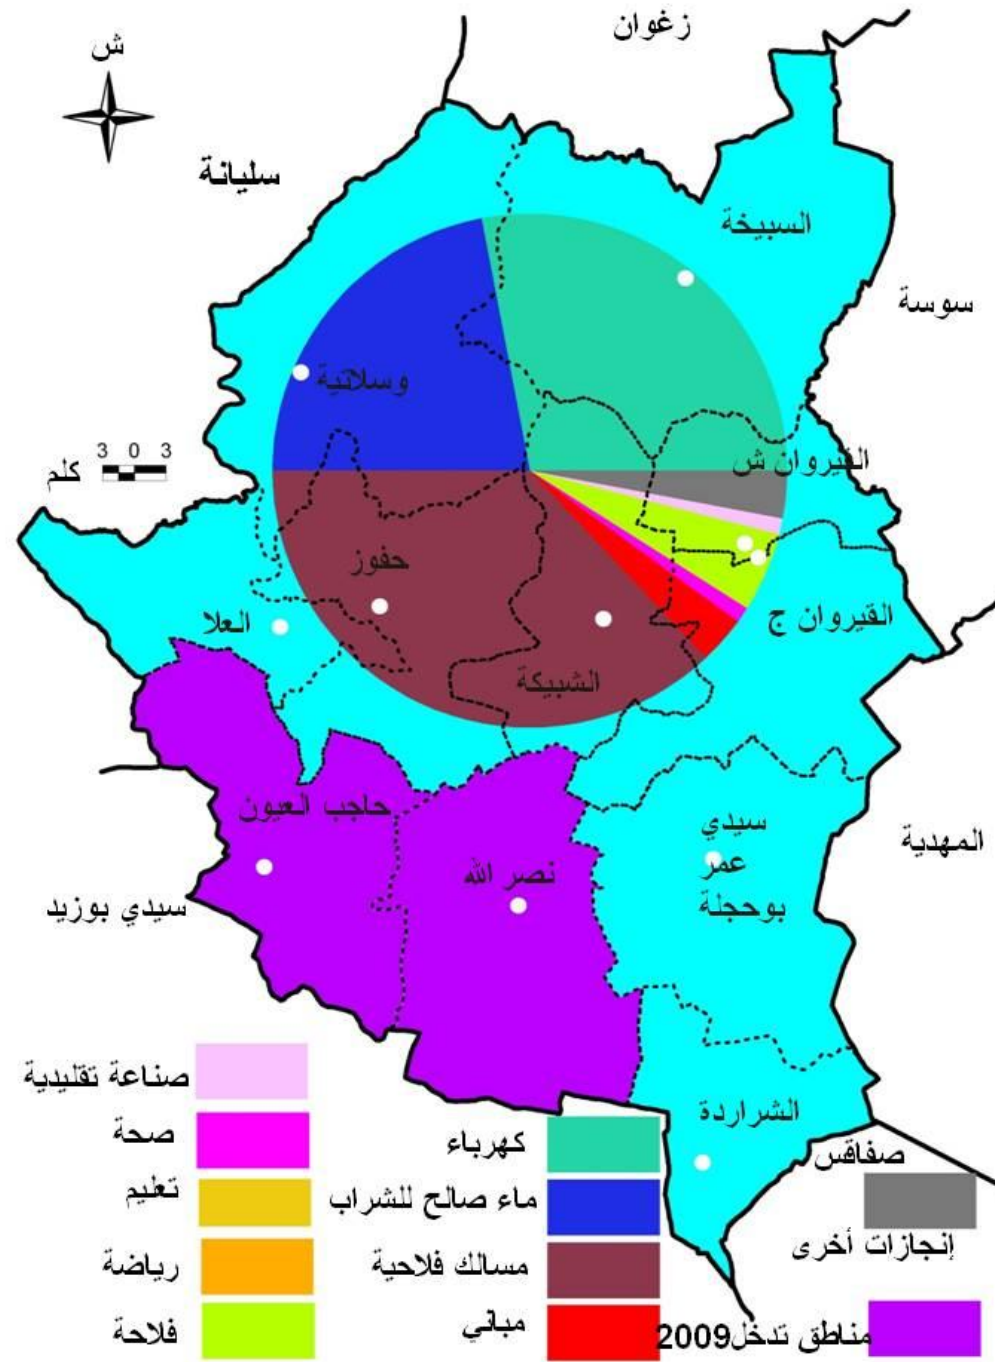 زغوان
ش
سليانة
السبيخة
سوسة
وسلاتية
القيروان ش
3 0 3
كلم
حفوز
العلا
القيروان ج
الشبيكة
حاجب العيون
سيدي
عمر
بوحجلة
المهدية
نصر الله
سيدي بوزيد
صناعة تقليدية
الشراردة
صحة
كهرباء
صفاقس
تعليم
ماء صالح للشراب
إنجازات أخرى
رياضة
مسالك فلاحية
فلاحة
مباني
مناطق تدخل2009